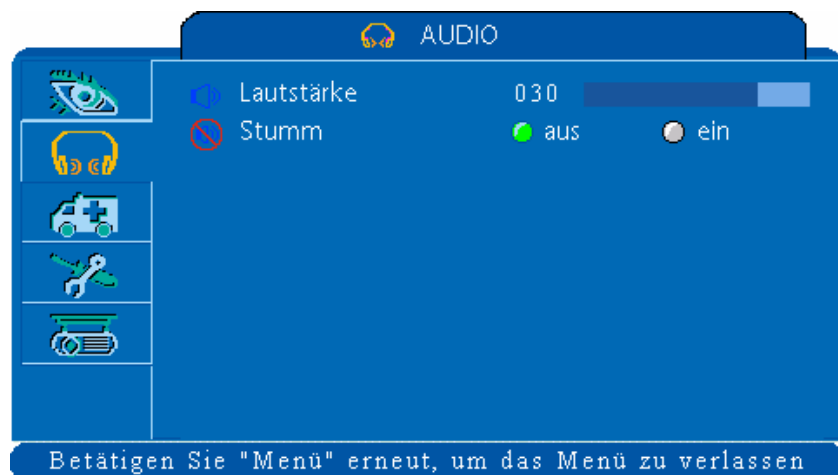 AUDIO
Lautstärke 030
Stumm aus ein
Betätigen Sie "Menü" erneut, um das Menü zu verlassen